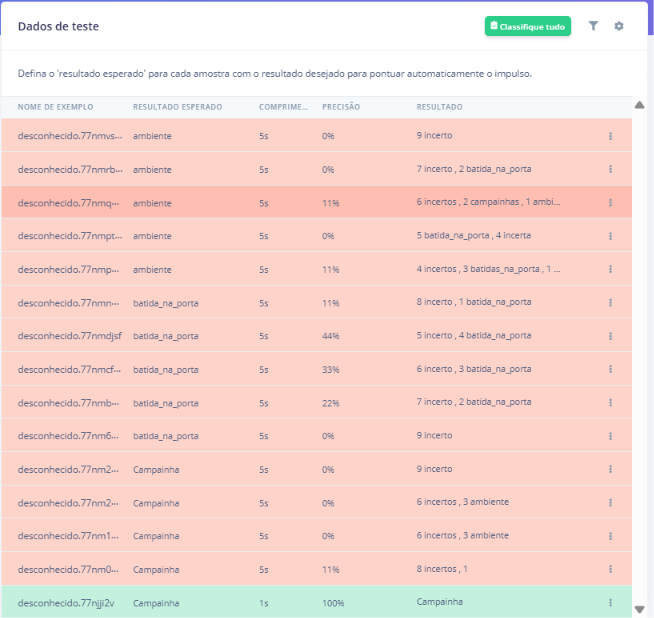 Dados de teste
Classifique tudo
Defina o 'resultado esperado' para cada amostra com o resultado desejado para pontuar automaticamente o impulso.
NOME DE EXEMPLO RESULTADO ESPERADO COMPRIME... PRECISÃO RESULTADO
desconhecido.77nmvs... ambiente 5s 0% 9 incerto
desconhecido.77nmrb... ambiente 5s 0% 7 incerto , 2 batida_na_porta
desconhecido.77nmq... ambiente 5s 11% 6 incertos , 2 campainhas , 1 ambi...
desconhecido.77nmpt... ambiente 5s 0% 5 batida_na_porta , 4 incerta
desconhecido.77nmp... ambiente 5s 11% 4 incertos , 3 batidas_na_porta , 1 ...
desconhecido.77nmn... batida_na_porta 5s 11% 8 incerto , 1 batida_na_porta
desconhecido.77nmdjsf batida_na_porta 5s 44% 5 incerto , 4 batida_na_porta
desconhecido.77nmcf... batida_na_porta 5s 33% 6 incerto , 3 batida_na_porta
desconhecido.77nmb... batida_na_porta 5s 22% 7 incerto , 2 batida_na_porta
desconhecido.77nm6... batida_na_porta 5s 0% 9 incerto
desconhecido.77nm2... Campainha 5s 0% 9 incerto
desconhecido.77nm2... Campainha 5s 0% 6 incertos , 3 ambiente
desconhecido.77nm1... Campainha 5s 0% 6 incertos , 3 ambiente
desconhecido.77nm0... Campainha 5s 11% 8 incertos , 1
desconhecido.77njji2v Campainha 1s 100% Campainha